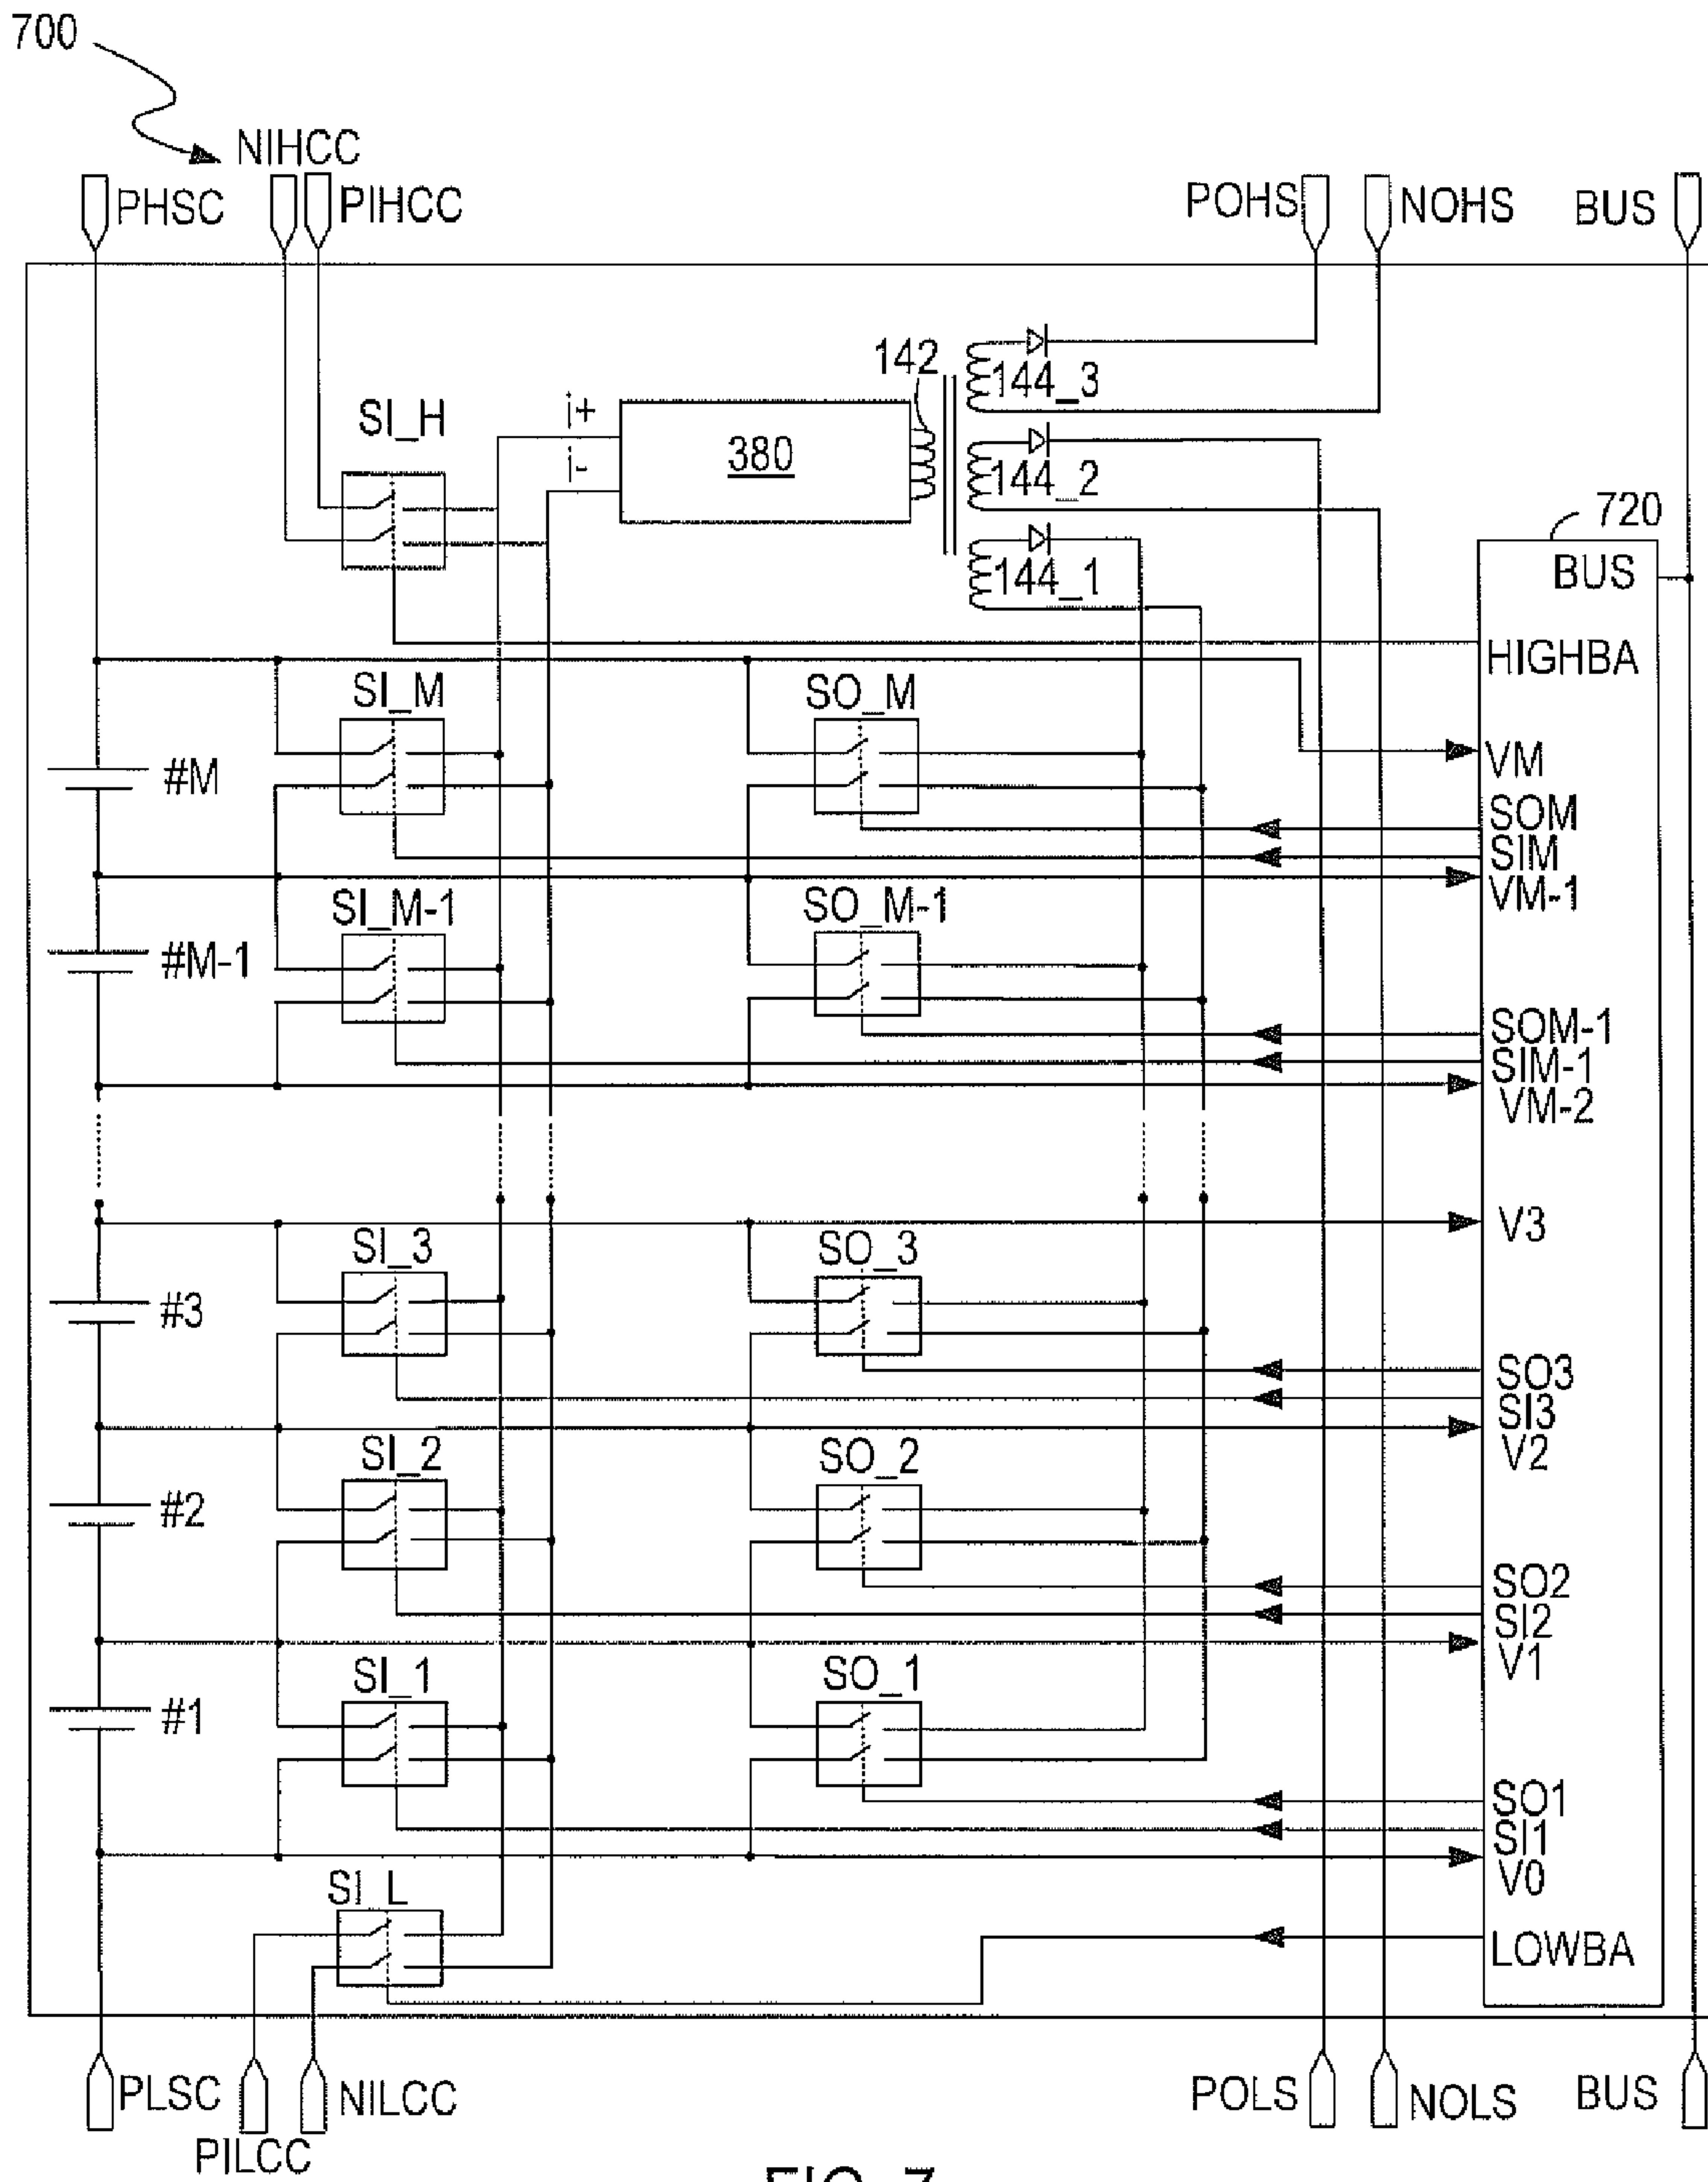 700
NIHCC
PHSC
PIHCC
POHS
NOHS
BUS
142
144_3
SI_H
i+
i-
380
144_2
720
BUS
144_1
HIGHBA
SI_M
SO_M
VM
#M
SOM
SIM
VM-1
SI_M-1
SO_M-1
#M-1
SOM-1
SIM-1
VM-2
V3
SI_3
SO_3
#3
SO3
SI3
V2
SI_2
SO_2
#2
SO2
SI2
V1
SI_1
SO_1
#1
SO1
SI1
V0
SI_L
LOWBA
PLSC
PILCC
NILCC
POLS
NOLS
BUS
FIG. 7